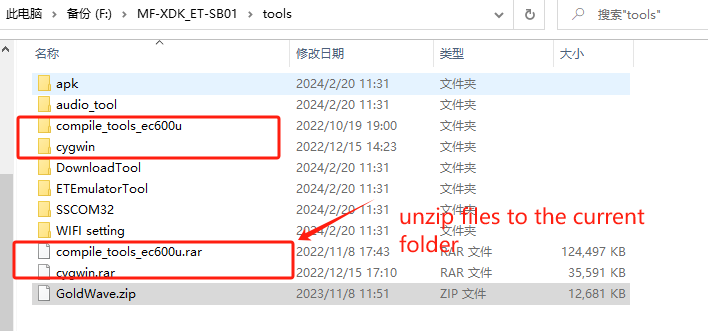 此电脑 > 备份 (F:) > MF-XDK_ET-SB01 > tools
搜索"tools"
名称 修改日期 类型 大小
apk 2024/2/20 11:31 文件夹
audio_tool 2024/2/20 11:31 文件夹
compile_tools_ec600u 2022/10/19 19:00 文件夹
cygwin 2022/12/15 14:23 文件夹
DownloadTool 2024/2/20 11:31 文件夹
ETEmulatorTool 2024/2/20 11:31 文件夹
SSCOM32 2024/2/20 11:31 文件夹
WIFI setting 2024/2/20 11:31 文件夹
unzip files to the current
folder
compile_tools_ec600u.rar 2022/11/8 17:43 RAR 文件 124,497 KB
cygwin.rar 2022/12/15 17:10 RAR 文件 35,591 KB
GoldWave.zip 2023/11/8 11:51 ZIP 文件 12,681 KB